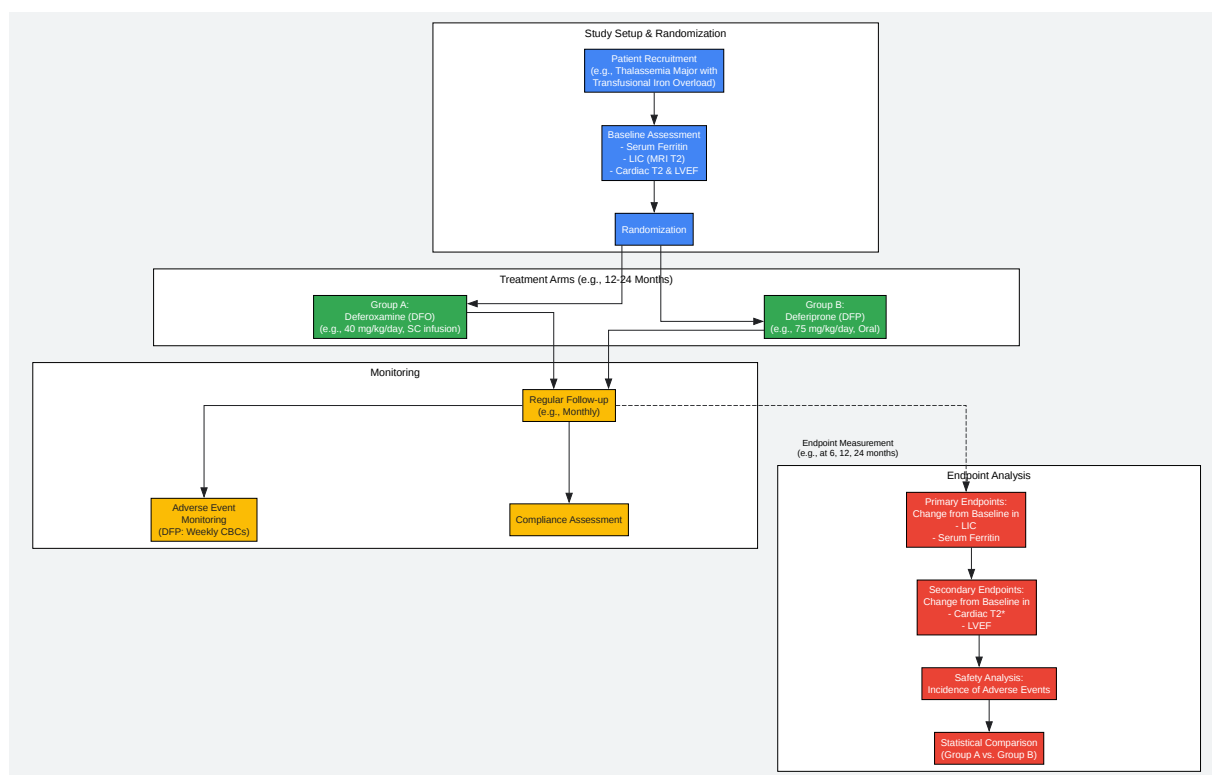 Study Setup & Randomization
Patient Recruitment
(e.g., Thalassemia Major with
Transfusional Iron Overload)
Baseline Assessment
- Serum Ferritin
- LIC (MRI T2)
- Cardiac T2 & LVEF
Randomization
Treatment Arms (e.g., 12-24 Months)
Group A:
Deferoxamine (DFO)
(e.g., 40 mg/kg/day, SC infusion)
Group B:
Deferiprone (DFP)
(e.g., 75 mg/kg/day, Oral)
Monitoring
Regular Follow-up
(e.g., Monthly)
Adverse Event
Monitoring
(DFP: Weekly CBCs)
Compliance Assessment
Endpoint Measurement
(e.g., at 6, 12, 24 months)
Endpoint Analysis
Primary Endpoints:
Change from Baseline in
- LIC
- Serum Ferritin
Secondary Endpoints:
Change from Baseline in
- Cardiac T2*
- LVEF
Safety Analysis:
Incidence of Adverse Events
Statistical Comparison
(Group A vs. Group B)